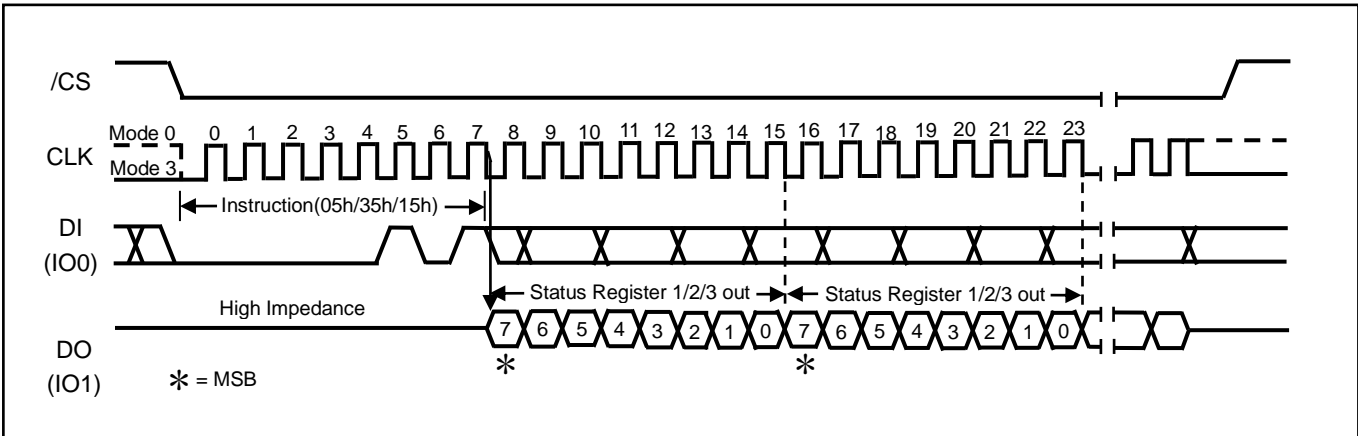 /CS
Mode 0 0 1 2 3 4 5 6 7 8 9 10 11 12 13 14 15 16 17 18 19 20 21 22 23
CLK
Mode 3
Instruction(05h/35h/15h)
DI
(IO0)
Status Register 1/2/3 out Status Register 1/2/3 out
High Impedance
7 6 5 4 3 2 1 0 7 6 5 4 3 2 1 0
DO
(IO1)
* = MSB
* *